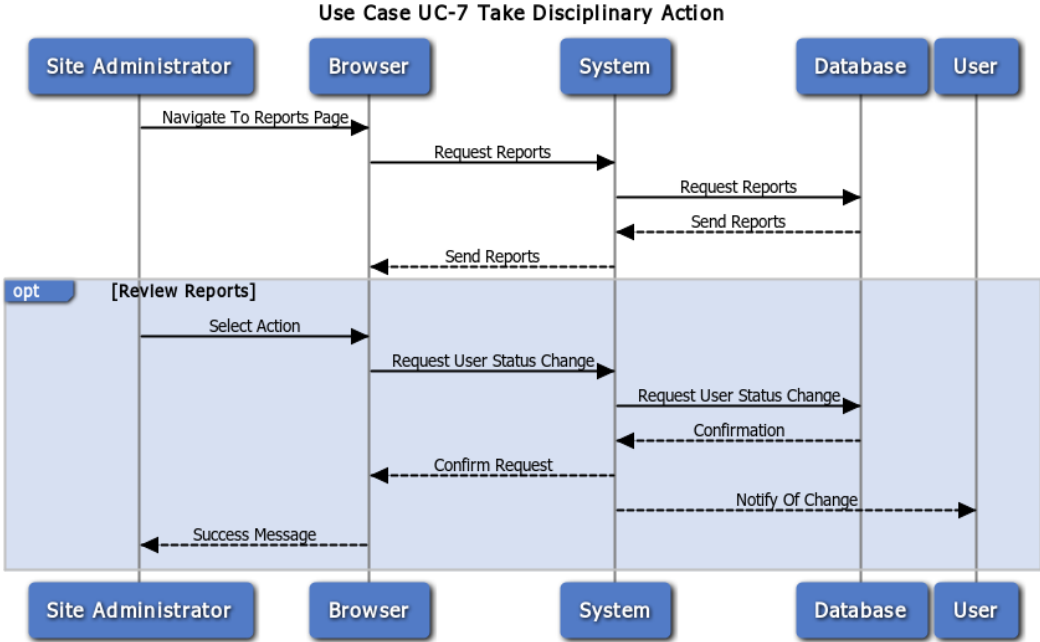 Use Case UC-7 Take Disciplinary Action
Site Administrator Browser System Database User
Navigate To Reports Page
Request Reports
Request Reports
Send Reports
Send Reports
opt [Review Reports]
Select Action
Request User Status Change
Request User Status Change
Confirmation
Confirm Request
Notify Of Change
Success Message
Site Administrator Browser System Database User